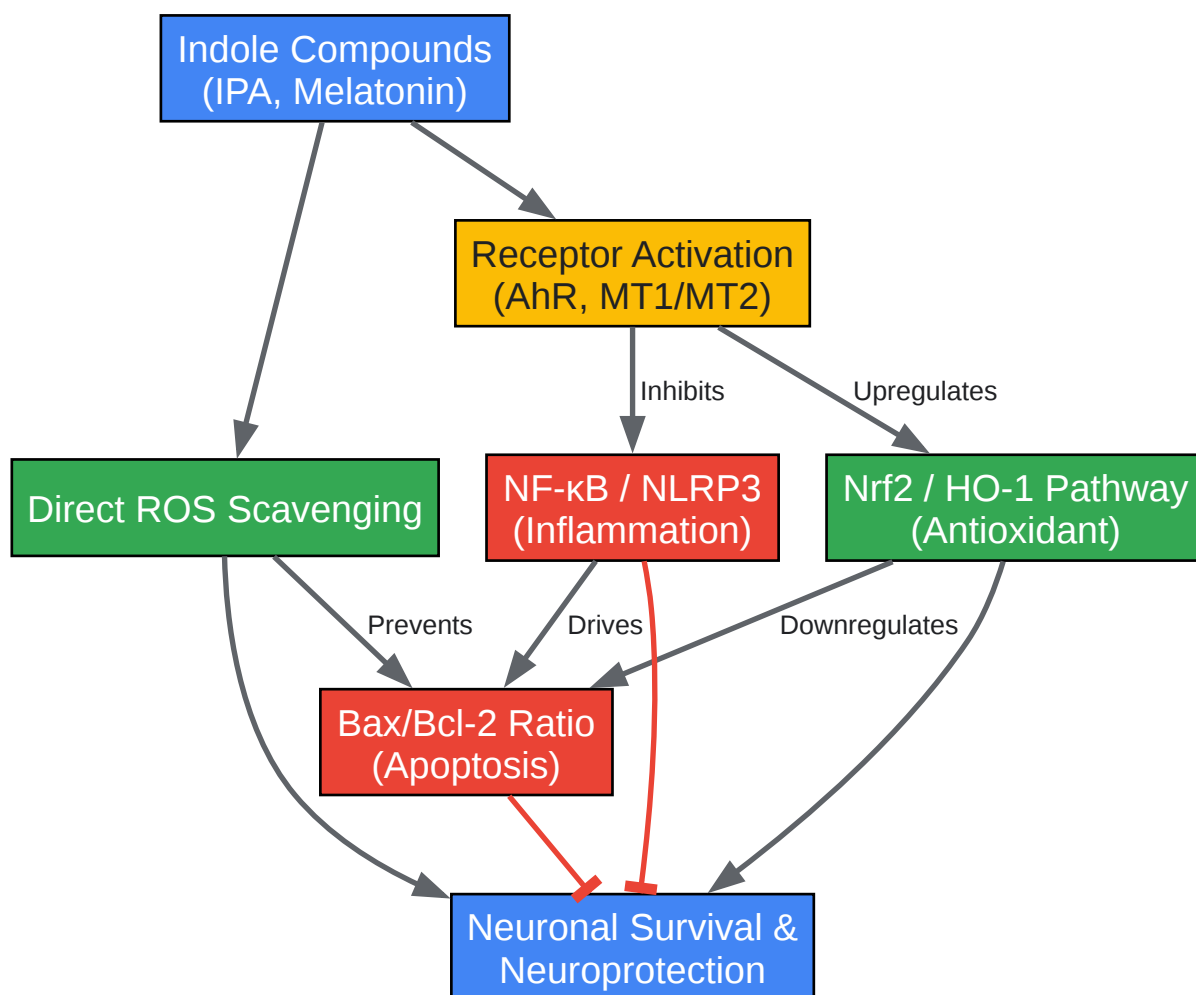 Indole Compounds
(IPA, Melatonin)
Receptor Activation
(AhR, MT1/MT2)
Inhibits
Upregulates
Direct ROS Scavenging
NF-κB / NLRP3
(Inflammation)
Nrf2 / HO-1 Pathway
(Antioxidant)
Prevents
Drives
Downregulates
Bax/Bcl-2 Ratio
(Apoptosis)
Neuronal Survival &
Neuroprotection